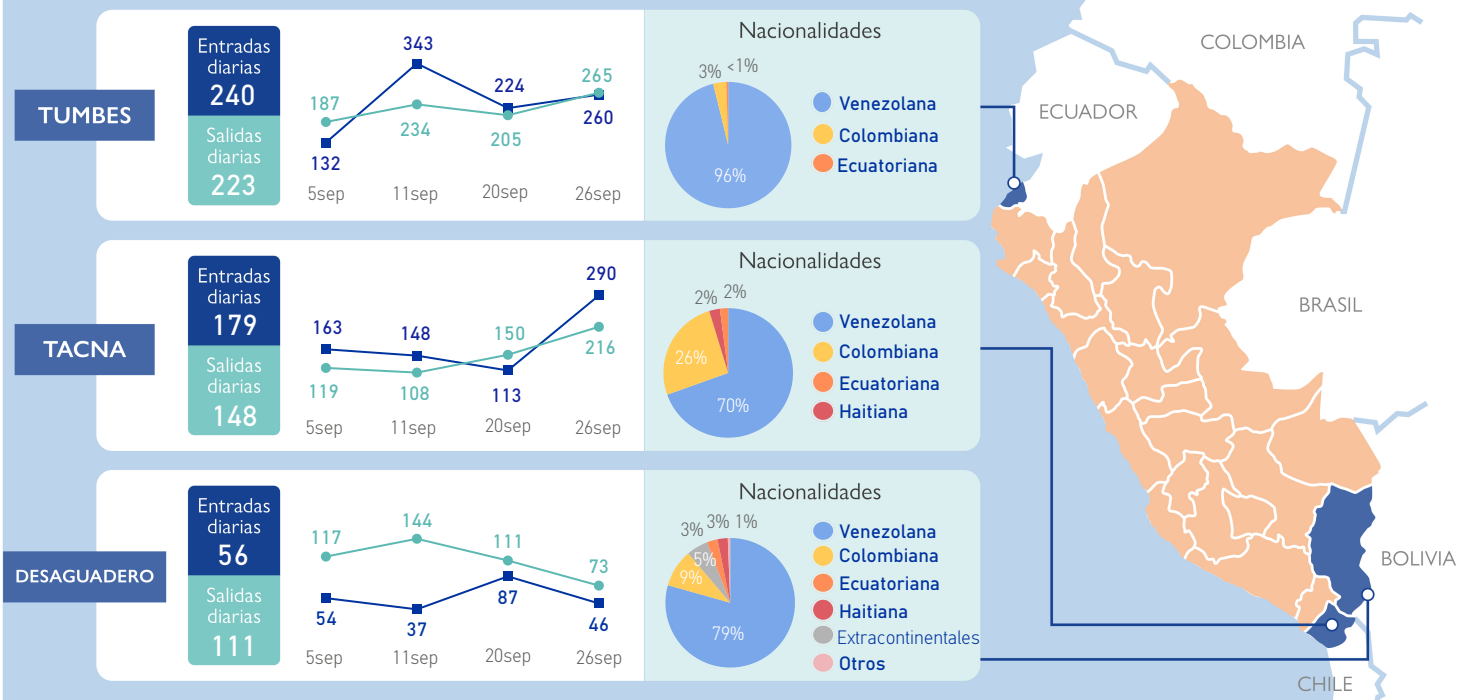 TUMBES
Entradas
diarias
240
Salidas
diarias
223
343
265
224
187
234
205
260
132
5sep
11sep
20sep
26sep
Nacionalidades
3%
<1%
96%
Venezolana
Colombiana
Ecuatoriana
TACNA
Entradas
diarias
179
Salidas
diarias
148
290
163
148
150
216
119
108
113
5sep
11sep
20sep
26sep
Nacionalidades
2%
2%
26%
70%
Venezolana
Colombiana
Ecuatoriana
Haitiana
DESAGUADERO
Entradas
diarias
56
Salidas
diarias
111
117
144
111
73
54
37
87
46
5sep
11sep
20sep
26sep
Nacionalidades
3%
3%
1%
5%
9%
79%
Venezolana
Colombiana
Ecuatoriana
Haitiana
Extracontinentales
Otros
COLOMBIA
ECUADOR
BRASIL
BOLIVIA
CHILE